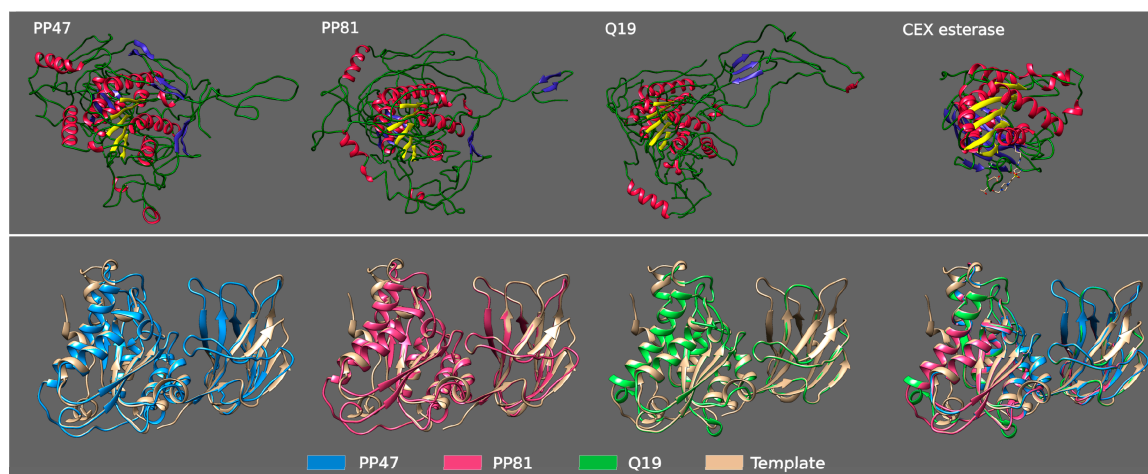 PP47
PP81
Q19
CEX esterase
PP47
PP81
Q19
Template